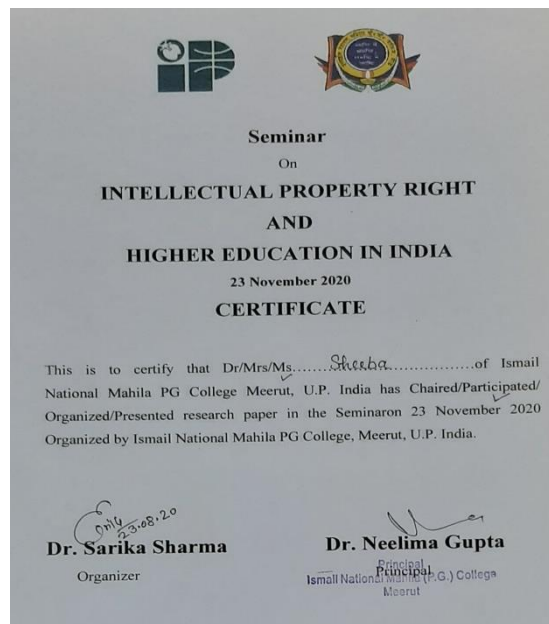 Seminar
On
INTELLECTUAL PROPERTY RIGHT
AND
HIGHER EDUCATION IN INDIA
23 November 2020
CERTIFICATE
This is to certify that Dr/Mrs/Ms......Sheeba..................of Ismail
National Mahila PG College Meerut, U.P. India has Chaired/Participated/
Organized/Presented research paper in the Seminaron 23 November 2020
Organized by Ismail National Mahila PG College, Meerut, U.P. India.
23.08.20
Dr. Sarika Sharma
Organizer
Dr. Neelima Gupta
Principal
Principal
Ismail National Mahila (P.G.) College
Meerut